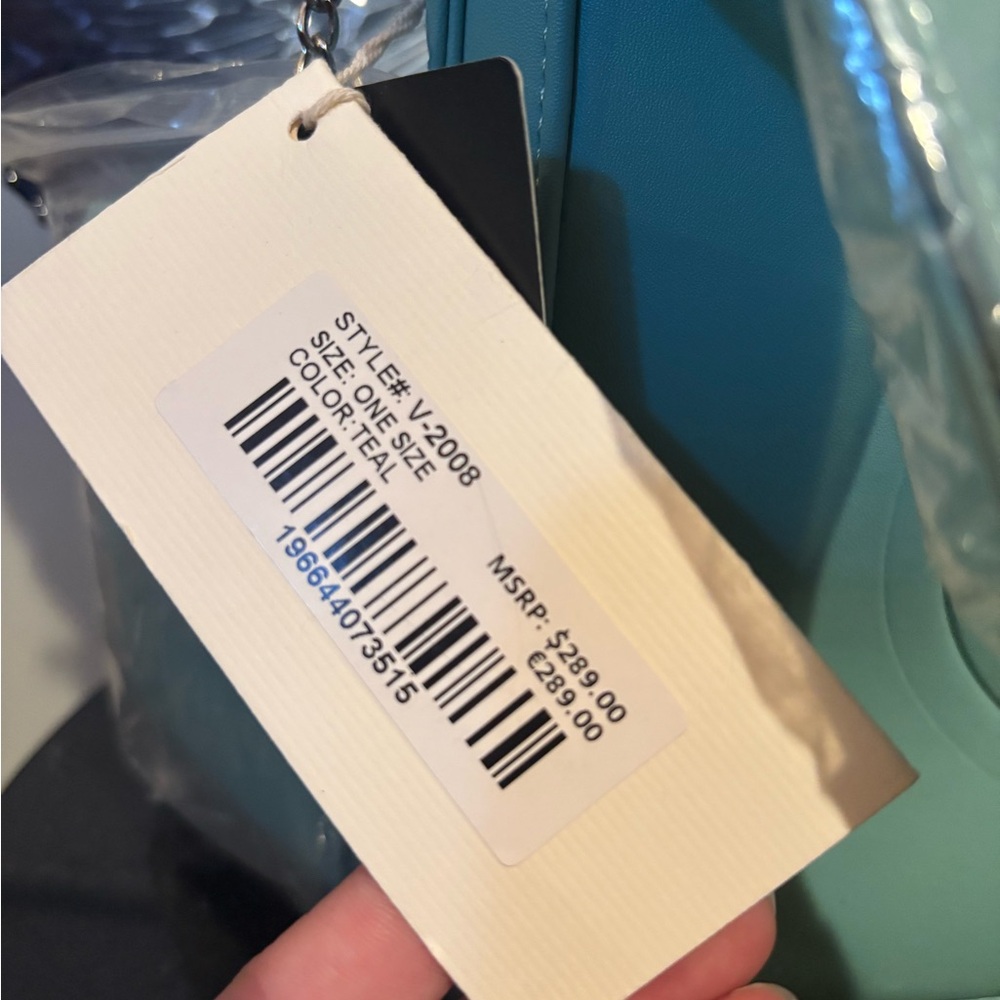 STYLE#: V-2008
SIZE: ONE SIZE
COLOR: TEAL
196644073515
MSRP: $289.00
€289.00